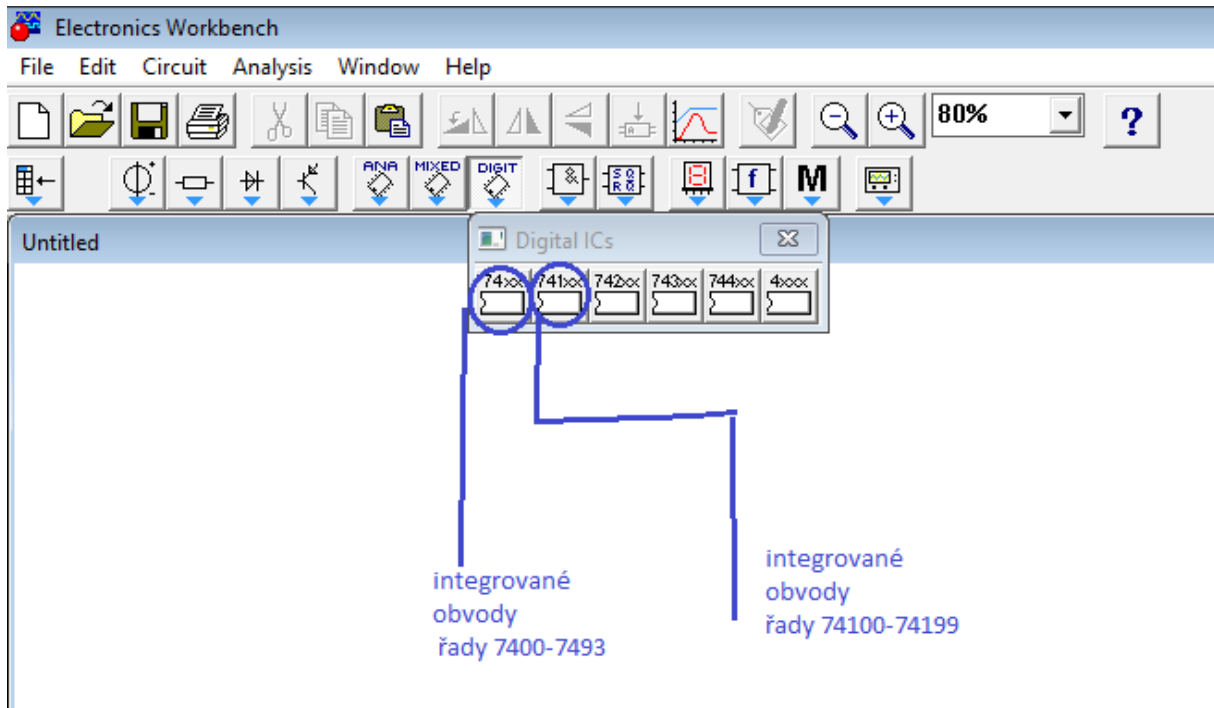 Electronics Workbench
File Edit Circuit Analysis Window Help
80% ?
ANA MIXED DIGIT & S Q R Q f M
Untitled
Digital ICs
74xx 741xx 742xx 743xx 744xx 4xxx
integrované
obvody
řady 7400-7493
integrované
obvody
řady 74100-74199